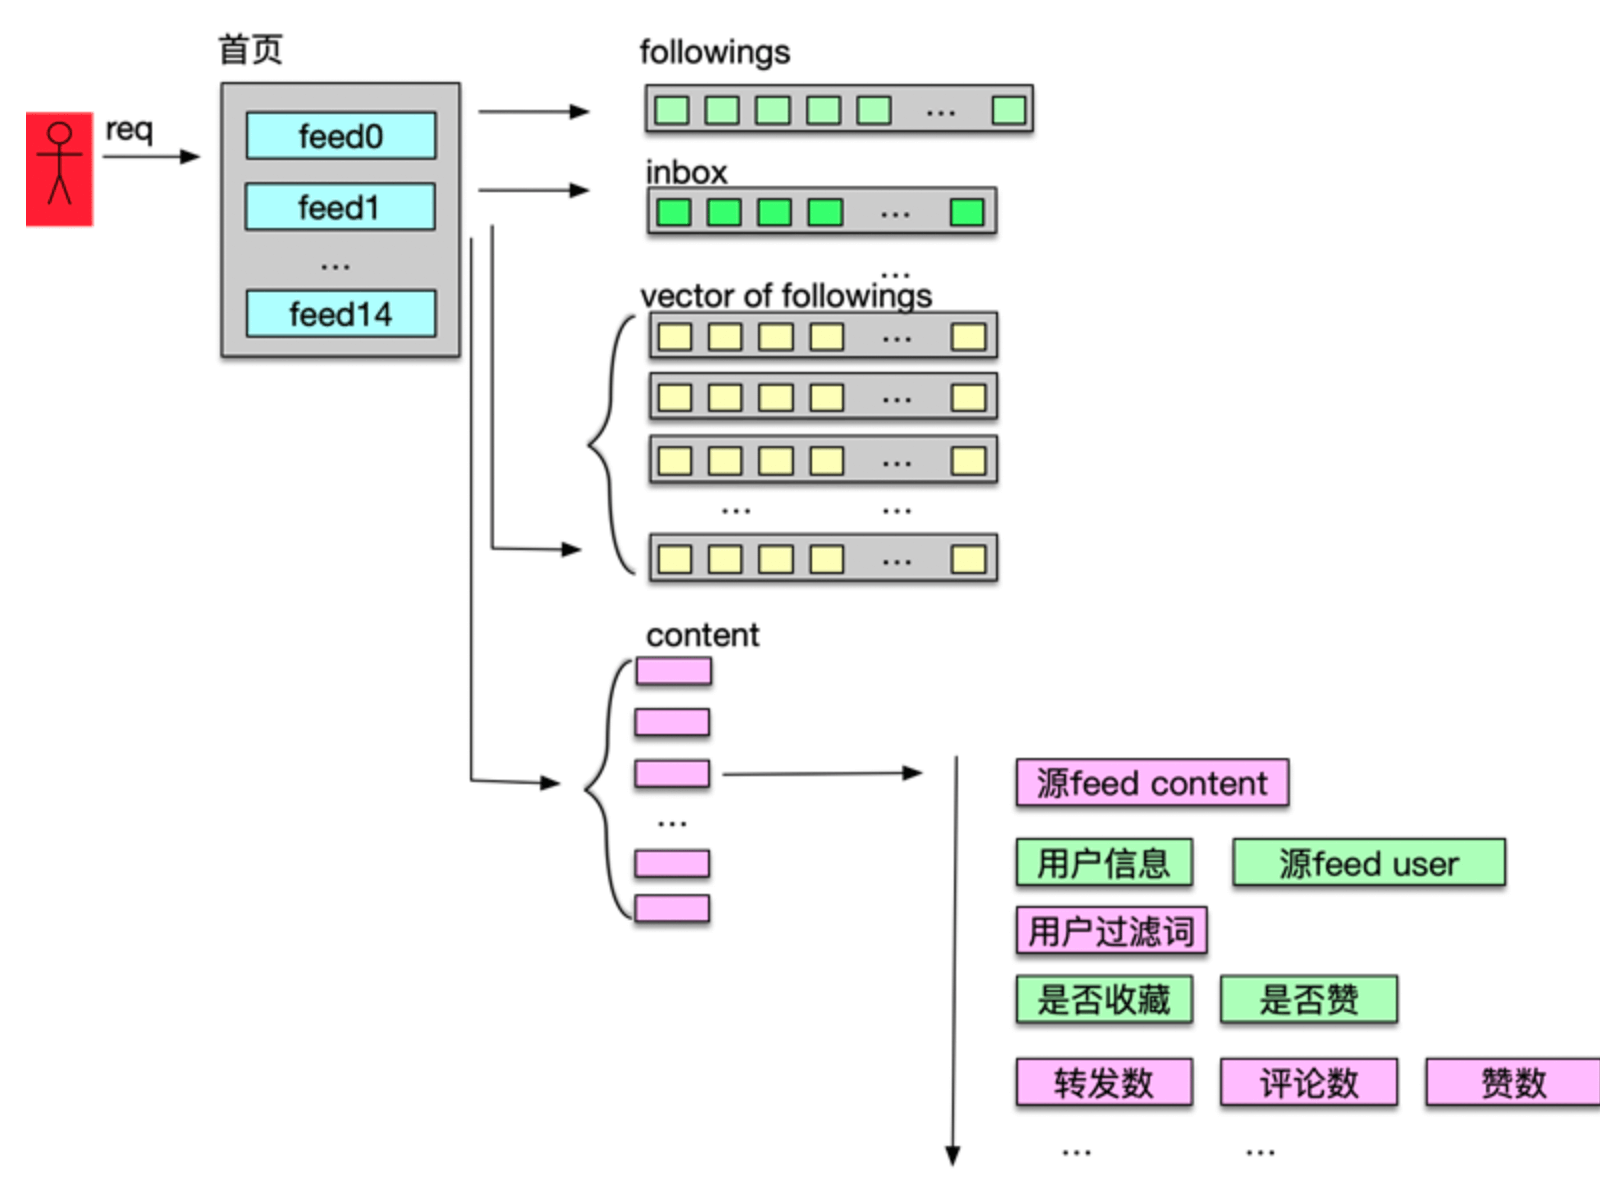 首页
req
feed0
feed1
...
feed14
followings
...
inbox
...
...
vector of followings
...
...
...
... ...
...
content
...
源feed content
用户信息 源feed user
用户过滤词
是否收藏 是否赞
转发数 评论数 赞数
... ...